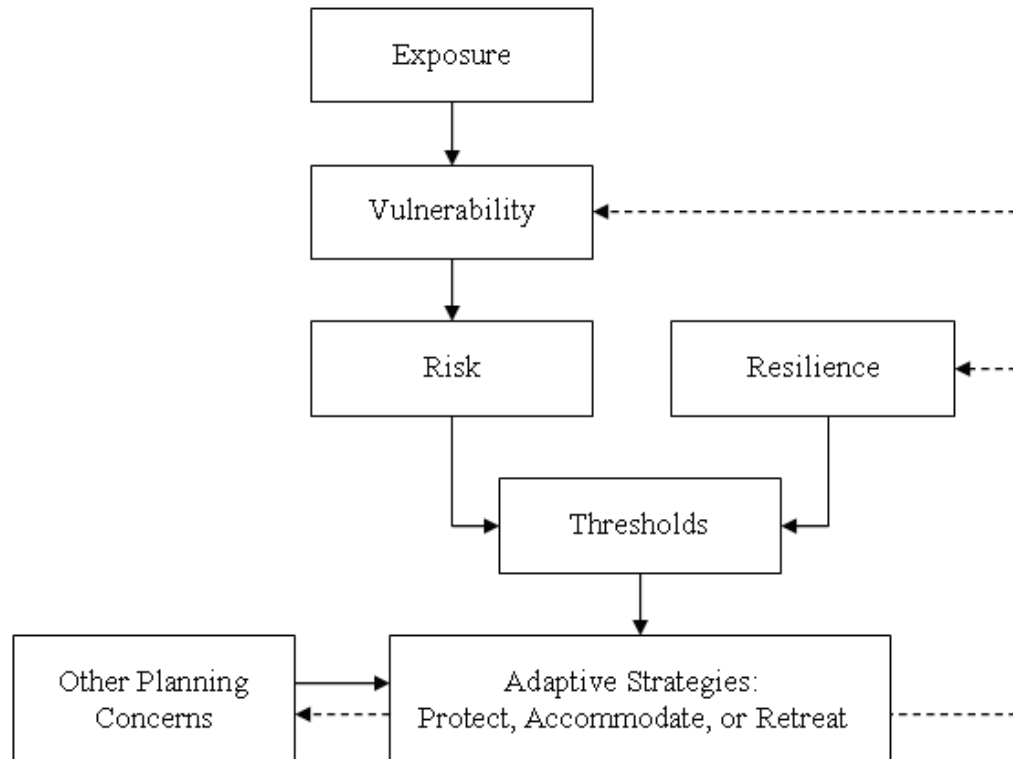 Exposure
Vulnerability
Risk
Resilience
Thresholds
Other Planning
Concerns
Adaptive Strategies:
Protect, Accommodate, or Retreat